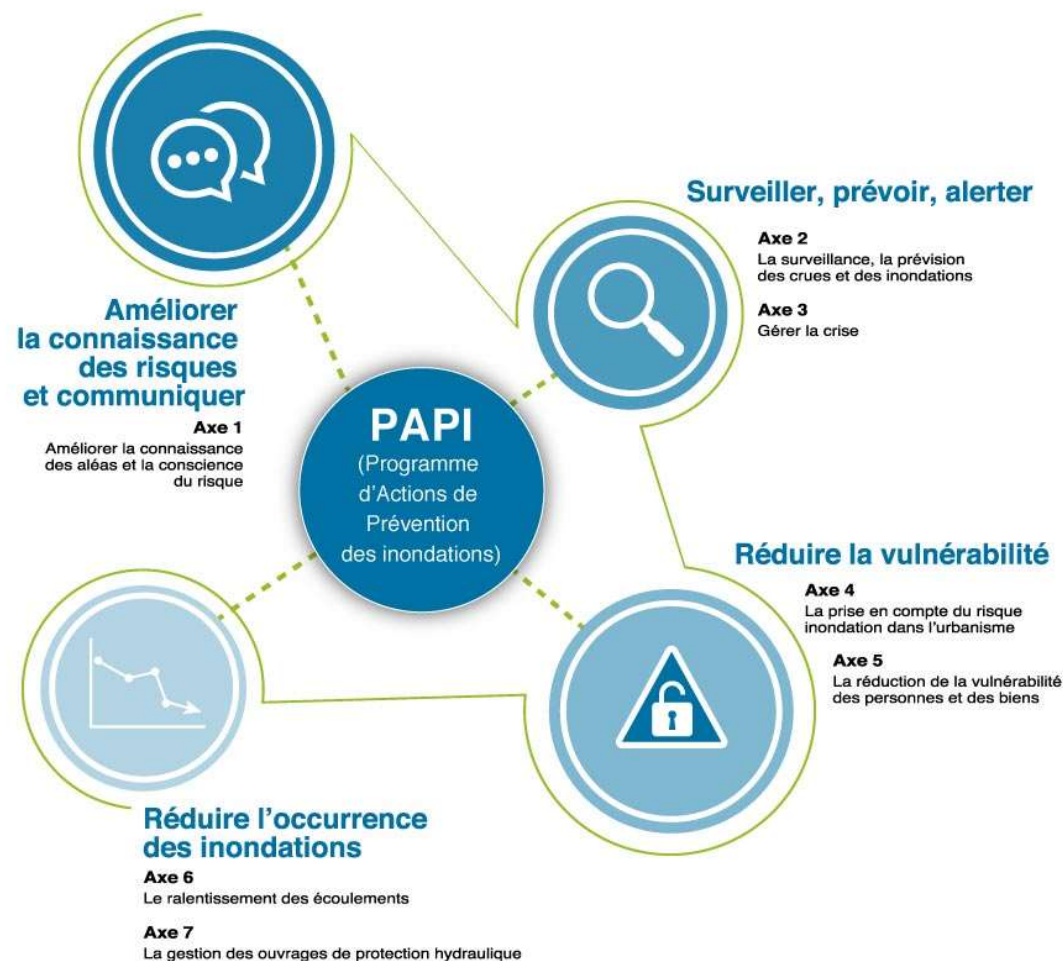 Améliorer
la connaissance
des risques
et communiquer
Axe 1
Améliorer la connaissance
des aléas et la conscience
du risque
Surveiller, prévoir, alerter
Axe 2
La surveillance, la prévision
des crues et des inondations
Axe 3
Gérer la crise
PAPI
(Programme
d'Actions de
Prévention
des inondations)
Réduire la vulnérabilité
Axe 4
La prise en compte du risque
inondation dans l'urbanisme
Axe 5
La réduction de la vulnérabilité
des personnes et des biens
Réduire l'occurrence
des inondations
Axe 6
Le ralentissement des écoulements
Axe 7
La gestion des ouvrages de protection hydraulique